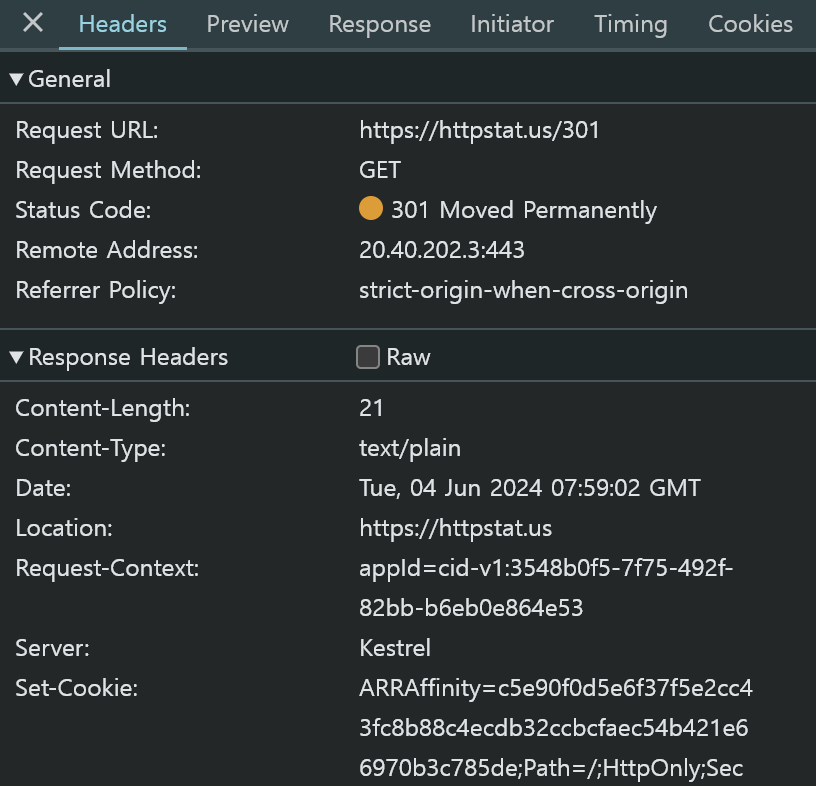 Headers Preview Response Initiator Timing Cookies
▼General
Request URL: https://httpstat.us/301
Request Method: GET
Status Code: 301 Moved Permanently
Remote Address: 20.40.202.3:443
Referrer Policy: strict-origin-when-cross-origin
▼Response Headers Raw
Content-Length: 21
Content-Type: text/plain
Date: Tue, 04 Jun 2024 07:59:02 GMT
Location: https://httpstat.us
Request-Context: appId=cid-v1:3548b0f5-7f75-492f-
82bb-b6eb0e864e53
Server: Kestrel
Set-Cookie: ARRAffinity=c5e90f0d5e6f37f5e2cc4
3fc8b88c4ecdb32ccbcfaec54b421e6
6970b3c785de;Path=/;HttpOnly;Sec